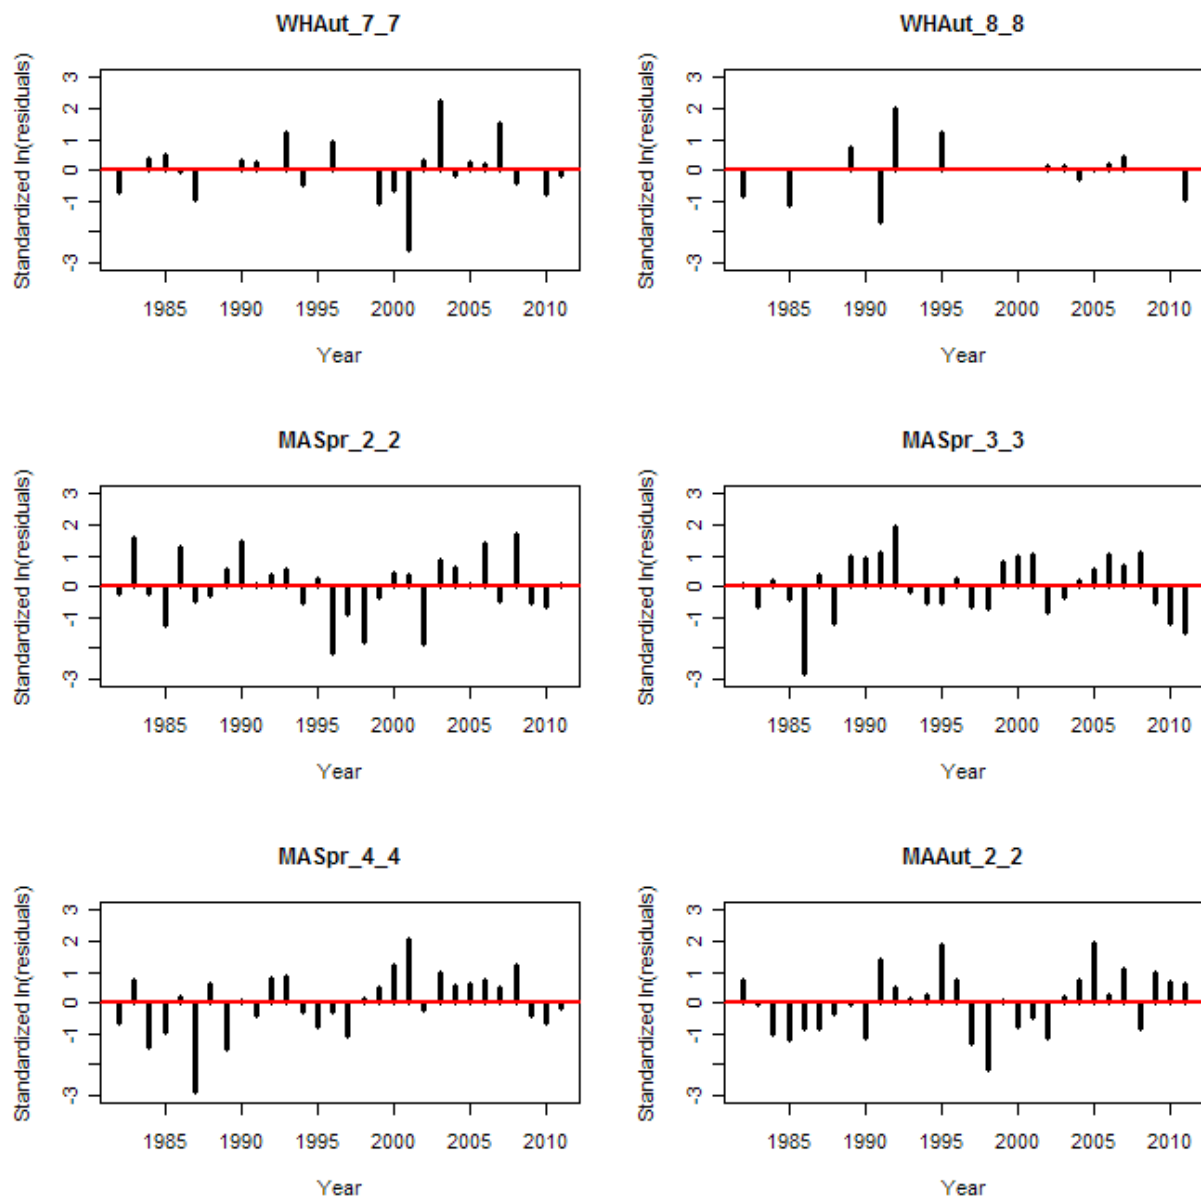 WHAut_7_7
WHAut_8_8
Standardized ln(residuals)
3
2
1
0
-1
-3
1985 1990 1995 2000 2005 2010
Year
Standardized ln(residuals)
3
2
1
0
-1
-3
1985 1990 1995 2000 2005 2010
Year
MASpr_2_2
MASpr_3_3
Standardized ln(residuals)
3
2
1
0
-1
-3
1985 1990 1995 2000 2005 2010
Year
Standardized ln(residuals)
3
2
1
0
-1
-3
1985 1990 1995 2000 2005 2010
Year
MASpr_4_4
MAAut_2_2
Standardized ln(residuals)
3
2
1
0
-1
-3
1985 1990 1995 2000 2005 2010
Year
Standardized ln(residuals)
3
2
1
0
-1
-3
1985 1990 1995 2000 2005 2010
Year